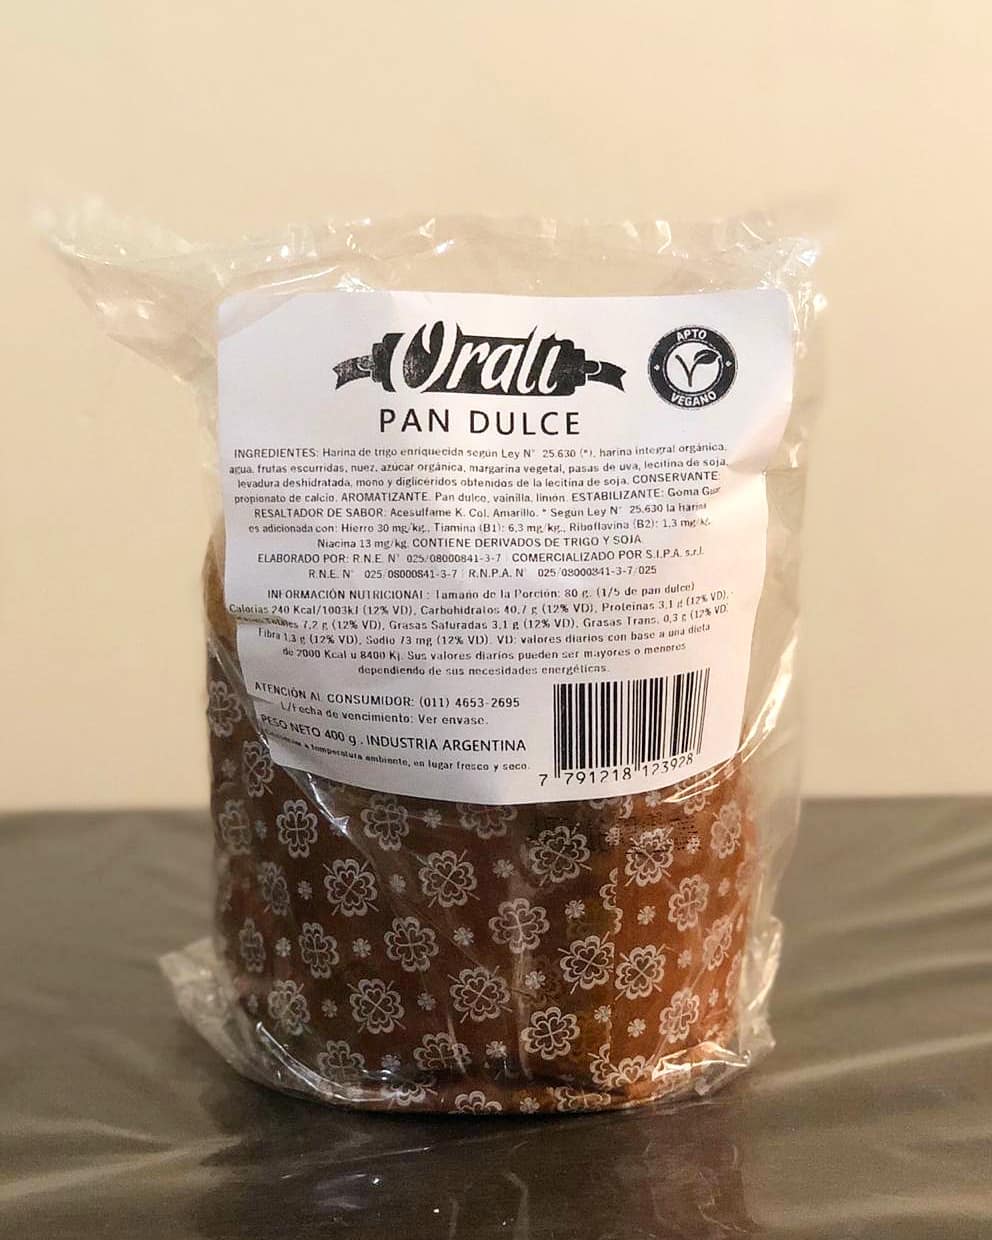 Orali
APTO
VEGANO
PAN DULCE
INGREDIENTES: Harina de trigo enriquecida según Ley N° 25.630 (*), harina integral orgánica,
agua, frutas escurridas, nuez, azúcar orgánica, margarina vegetal, pasas de uva, lecitina de soja,
levadura deshidratada, mono y diglicéridos obtenidos de la lecitina de soja. CONSERVANTE:
propionato de calcio. AROMATIZANTE. Pan dulce, vainilla, limón. ESTABILIZANTE: Goma
RESALTADOR DE SABOR: Acesulfame K. Col. Amarillo. * Según Ley N° 25.630 la harina
es adicionada con: Hierro 30 mg/kg., Tiamina (B1): 6,3 mg/kg., Riboflavina (B2): 1,3 mg/kg,
Niacina 13 mg/kg. CONTIENE DERIVADOS DE TRIGO Y SOJA.
ELABORADO POR: R.N.E. N° 025/08000841-3-7 COMERCIALIZADO POR S.I.P.A. s.r.l.
R.N.E. N° 025/08000841-3-7 R.N.P.A. N° 025/08000841-3-7/025
INFORMACIÓN NUTRICIONAL: Tamaño de la Porción: 80 g. (1/5 de pan dulce)
Calorías 240 Kcal/1003kJ (12% VD), Carbohidratos 40,7 g (12% VD), Proteínas 3,1 g (12% VD),
Totales 7,2 g (12% VD), Grasas Saturadas 3,1 g (12% VD), Grasas Trans. 0,3 g (12% VD)
Fibra 1,3 g (12% VD), Sodio 73 mg (12% VD). VD: valores diarios con base a una dieta
de 2000 Kcal u 8400 Kj. Sus valores diarios pueden ser mayores o menores
dependiendo de sus necesidades energéticas.
ATENCIÓN AL CONSUMIDOR: (011) 4653-2695
L/Fecha de vencimiento: Ver envase.
PESO NETO 400 g. INDUSTRIA ARGENTINA
a temperatura ambiente, en lugar fresco y seco.
7 791218 123928